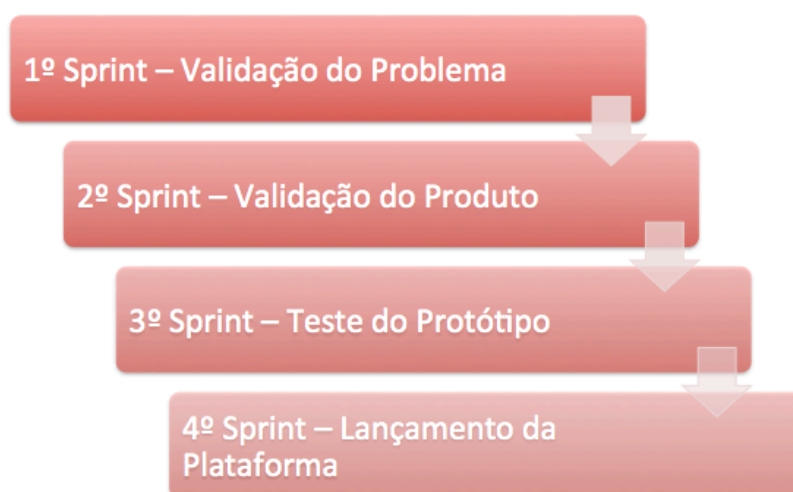 1º Sprint – Validação do Problema
2º Sprint – Validação do Produto
3º Sprint – Teste do Protótipo
4º Sprint – Lançamento da
Plataforma